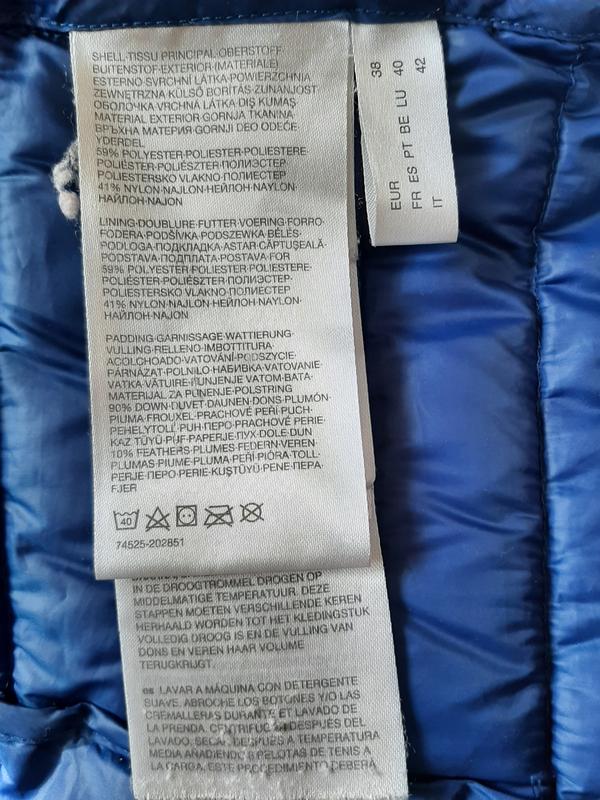 SHELL·TISSU PRINCIPAL·OBERSTOFF·
BUITENSTOF·EXTERIOR·(MATERIALE)
ESTERNO·SVRCHNÍ LÁTKA·POWIERZCHNIA
ZEWNĘTRZNA·KÜLSŐ BORÍTÁS·ZUNANJOST·
ОБОЛОЧКА·VRCHNÁ LÁTKA·DIŞ KUMAŞ·
MATERIAL EXTERIOR·GORNJA TKANINA·
ВРЪХНА МАТЕРИЯ·GORNJI DEO ODEĆE·
YDERDEL
59% POLYESTER·POLIESTER·POLIESTERE·
POLIÉSTER·POLIÉSZTER·ПОЛИЭСТЕР·
POLIESTERSKO VLAKNO·ПОЛИЕСТЕР
41% NYLON·NAJLON·НЕЙЛОН·NAYLON·
НАЙЛОН·NAJON
LINING·DOUBLURE·FUTTER·VOERING·FORRO·
FODERA·PODŠÍVKA·PODSZEWKA·BÉLÉS·
PODLOGA·ПОДКЛАДКА·ASTAR·CĂPTUŞEALĂ·
PODSTAVA·ПОДПЛАТА·POSTAVA·FOR
59% POLYESTER·POLIESTER·POLIESTERE·
POLIÉSTER·POLIÉSZTER·ПОЛИЭСТЕР·
POLIESTERSKO VLAKNO·ПОЛИЕСТЕР
41% NYLON·NAJLON·НЕЙЛОН·NAYLON·
НАЙЛОН·NAJON
PADDING·GARNISSAGE·WATTIERUNG·
VULLING·RELLENO·IMBOTTITURA·
ACOLCHOADO·VATOVÁNÍ·PODSZYCIE·
PÁRNÁZAT·POLNILO·НАБИВКА·VATOVANIE·
VATKA·VĂTUIRE·PUNJENJE VATOM·ВАТА·
MATERIJAL ZA PUNJENJE·POLSTRING
90% DOWN·DUVET·DAUNEN·DONS·PLUMÓN·
PIUMA·FROUXEL·PRACHOVÉ PEŘÍ·PUCH·
PEHELYTOLL·PUH·ПЕРО·PRACHOVÉ PERIE·
KAZ TÜYÜ·PUF·PAPERJE·ПУХ·DOLE·DUN
10% FEATHERS·PLUMES·FEDERN·VEREN·
PLUMAS·PIUME·PLUMA·PEŘÍ·PIÓRA·TOLL·
PERJE·ПЕРО·PERIE·KUŞTÜYÜ·PENE·ПЕРА·
FJER
40
74525-202851
EUR 38
FR ES PT BE LU 40
IT 42
IN DE DROOGTROMMEL DROGEN OP
MIDDELMATIGE TEMPERATUUR. DEZE
STAPPEN MOETEN VERSCHILLENDE KEREN
HERHAALD WORDEN TOT HET KLEDINGSTUK
VOLLEDIG DROOG IS EN DE VULLING VAN
DONS EN VEREN HAAR VOLUME
TERUGKRIJGT.
ES LAVAR A MÁQUINA CON DETERGENTE
SUAVE. ABROCHE LOS BOTONES Y/O LAS
CREMALLERAS DURANTE EL LAVADO DE
LA PRENDA. CENTRIFUGAR DESPUÉS DEL
LAVADO. SECAR DESPUÉS A TEMPERATURA
MEDIA AÑADIENDO 3 PELOTAS DE TENIS A
LA CARGA. ESTE PROCEDIMIENTO DEBERÁ